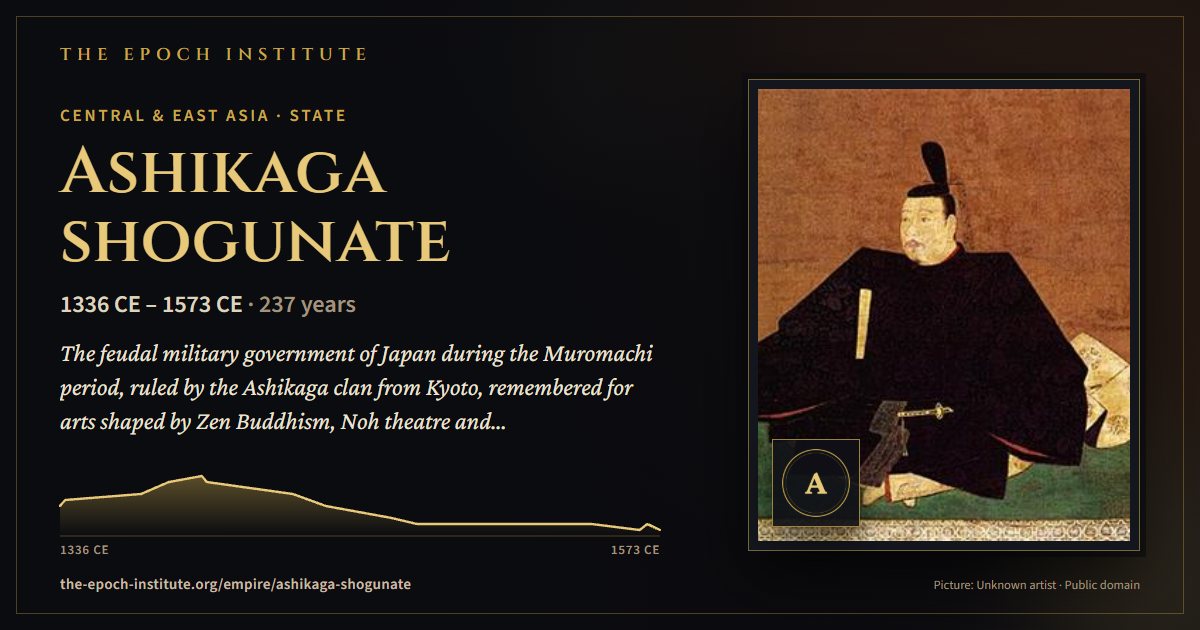 THE EPOCH INSTITUTE
CENTRAL & EAST ASIA · STATE
ASHIKAGA
SHOGUNATE
1336 CE – 1573 CE · 237 years
The feudal military government of Japan during the Muromachi
period, ruled by the Ashikaga clan from Kyoto, remembered for
arts shaped by Zen Buddhism, Noh theatre and...
A
1336 CE
1573 CE
the-epoch-institute.org/empire/ashikaga-shogunate
Picture: Unknown artist · Public domain